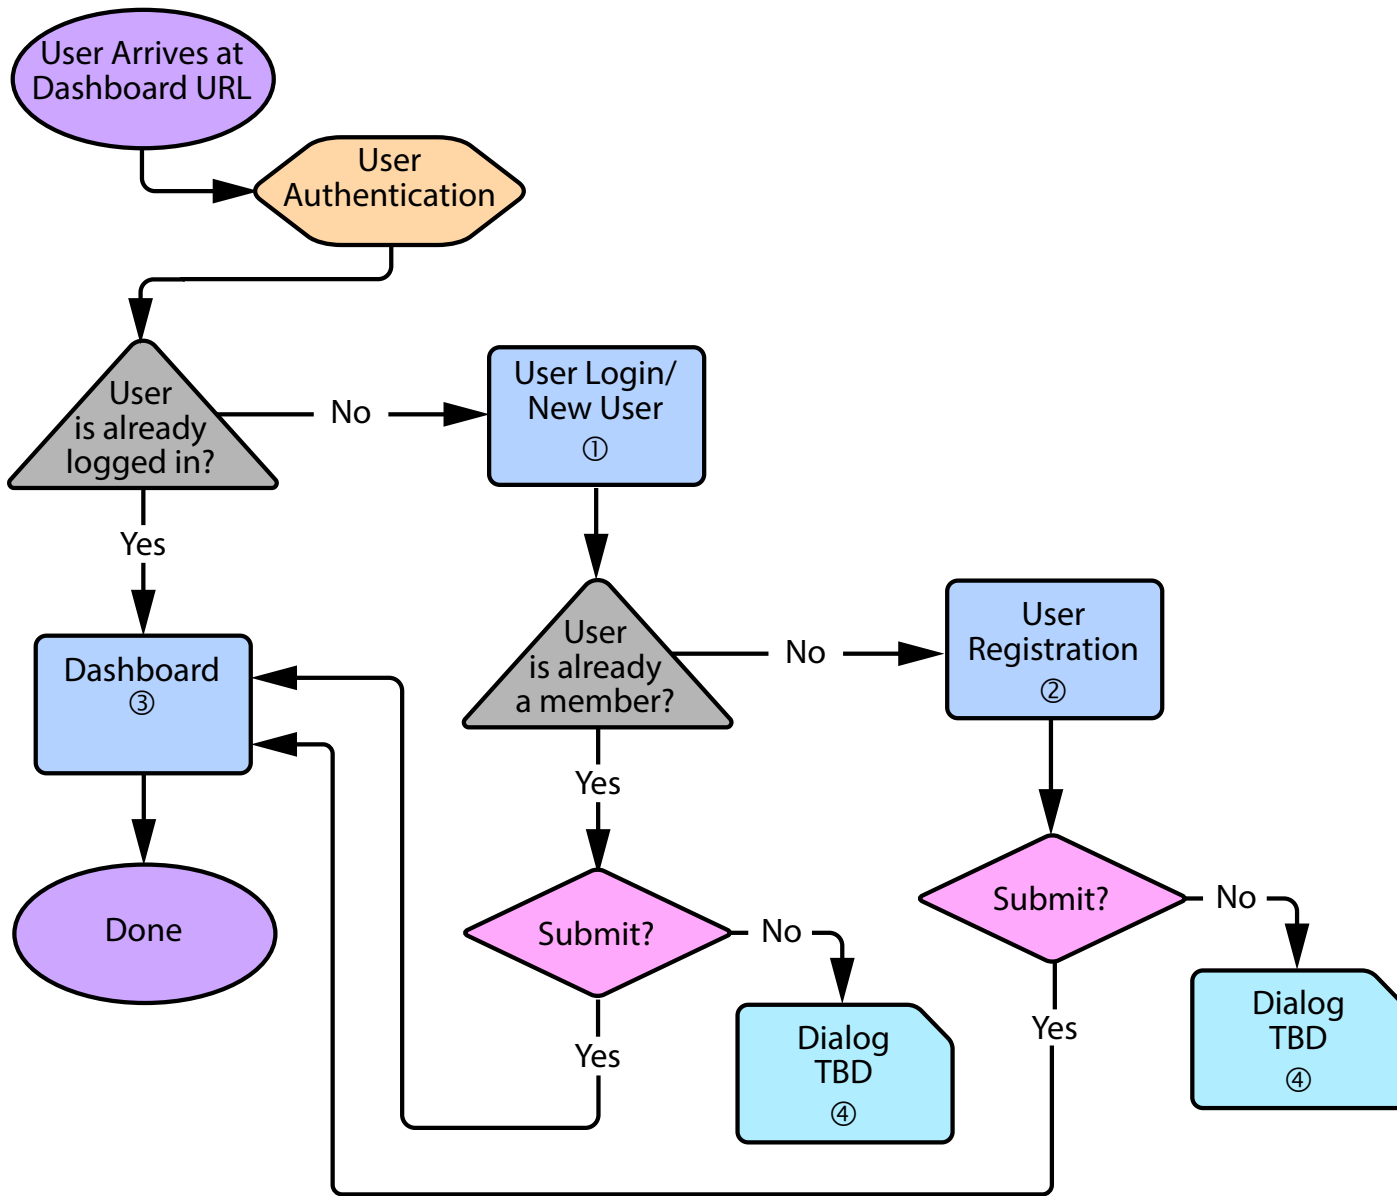 User Arrives at
Dashboard URL
User
Authentication
User
is already
logged in?
No
User Login/
New User
①
Yes
User
is already
a member?
No
User
Registration
②
Dashboard
③
Yes
Submit?
No
Submit?
No
Done
Dialog
TBD
④
Yes
Dialog
TBD
④
Yes